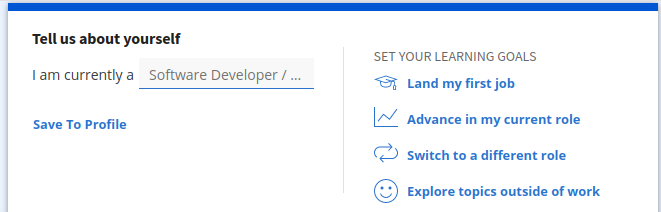 Tell us about yourself
I am currently a Software Developer / ...
Save To Profile
SET YOUR LEARNING GOALS
Land my first job
Advance in my current role
Switch to a different role
Explore topics outside of work